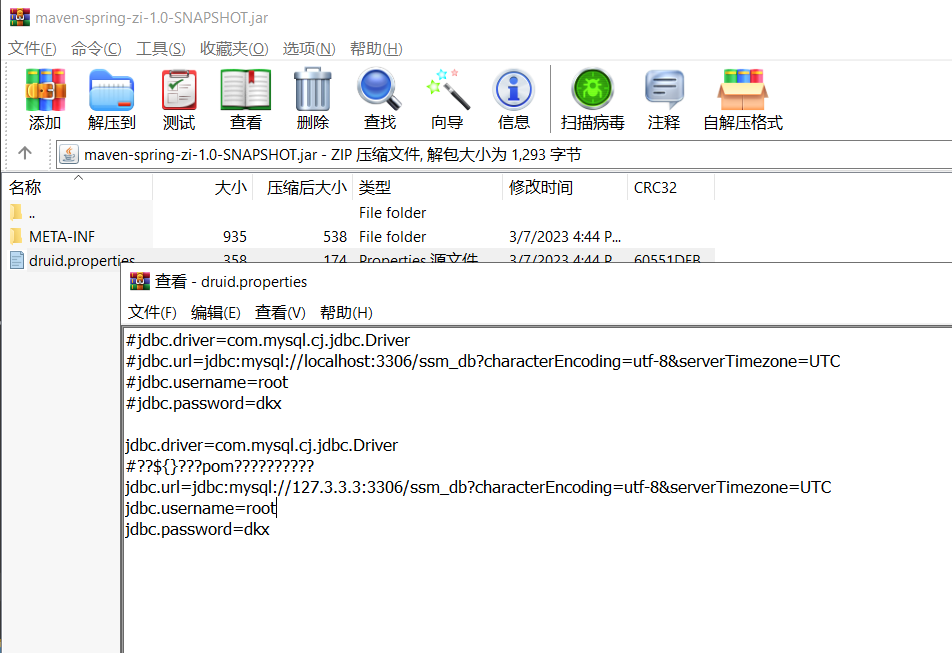 maven-spring-zi-1.0-SNAPSHOT.jar
文件(F) 命令(C) 工具(S) 收藏夹(O) 选项(N) 帮助(H)
添加 解压到 测试 查看 删除 查找 向导 信息 扫描病毒 注释 自解压格式
maven-spring-zi-1.0-SNAPSHOT.jar - ZIP 压缩文件, 解包大小为 1,293 字节
名称 大小 压缩后大小 类型 修改时间 CRC32
.. File folder
META-INF 935 538 File folder 3/7/2023 4:44 P...
druid.properties 358 174 Properties 源文件 3/7/2023 4:44 P... 60551DFB
查看 - druid.properties
文件(F) 编辑(E) 查看(V) 帮助(H)
#jdbc.driver=com.mysql.cj.jdbc.Driver
#jdbc.url=jdbc:mysql://localhost:3306/ssm_db?characterEncoding=utf-8&serverTimezone=UTC
#jdbc.username=root
#jdbc.password=dkx
jdbc.driver=com.mysql.cj.jdbc.Driver
#??${}???pom??????????
jdbc.url=jdbc:mysql://127.3.3.3:3306/ssm_db?characterEncoding=utf-8&serverTimezone=UTC
jdbc.username=root
jdbc.password=dkx